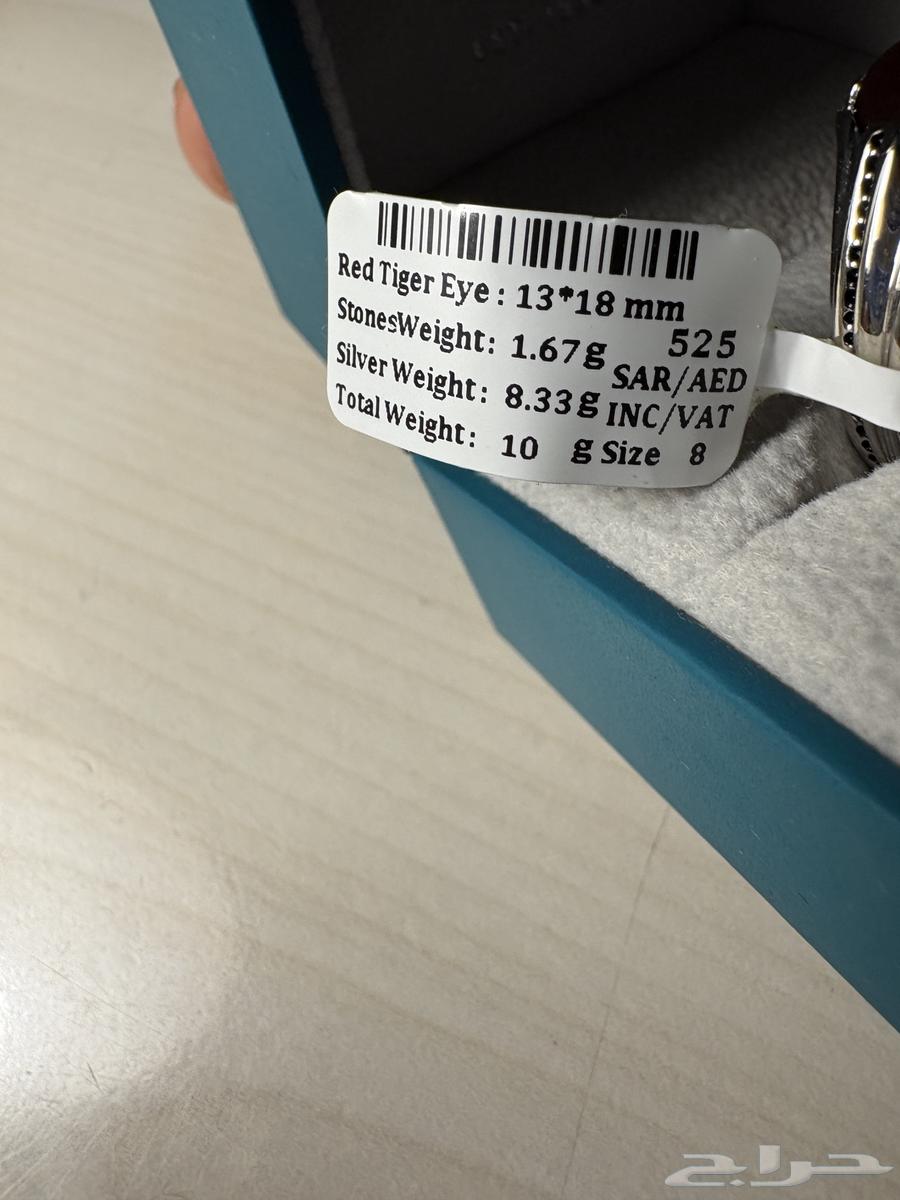 Red Tiger Eye : 13*18 mm
StonesWeight: 1.67g 525
Silver Weight: 8.33g SAR/AED
INC/VAT
Total Weight: 10 g Size 8
حراج